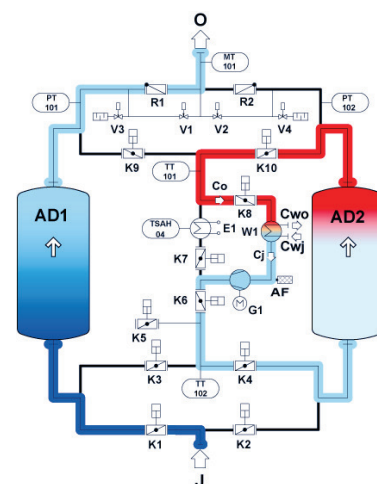 O
MT
101
PT
101
R1
R2
PT
102
V3
V1
V2
V4
K9
TT
101
K10
Co
K8
Cwo
AD1
AD2
TSAH
04
E1
W1
Cwj
K7
Cj
K6
AF
G1
K5
K3
TT
102
K4
K1
K2
J